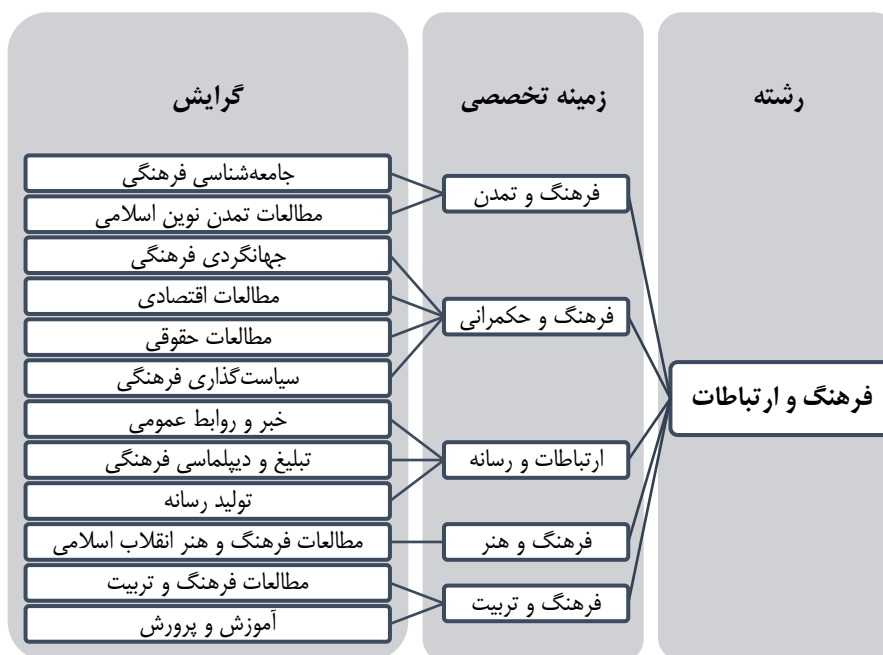 رشته
زمینه تخصصی
گرایش
فرهنگ و ارتباطات
فرهنگ و تمدن
جامعه‌شناسی فرهنگی
مطالعات تمدن نوین اسلامی
فرهنگ و حکمرانی
جهانگردی فرهنگی
مطالعات اقتصادی
مطالعات حقوقی
سیاست‌گذاری فرهنگی
ارتباطات و رسانه
خبر و روابط عمومی
تبلیغ و دیپلماسی فرهنگی
تولید رسانه
فرهنگ و هنر
مطالعات فرهنگ و هنر انقلاب اسلامی
فرهنگ و تربیت
مطالعات فرهنگ و تربیت
آموزش و پرورش